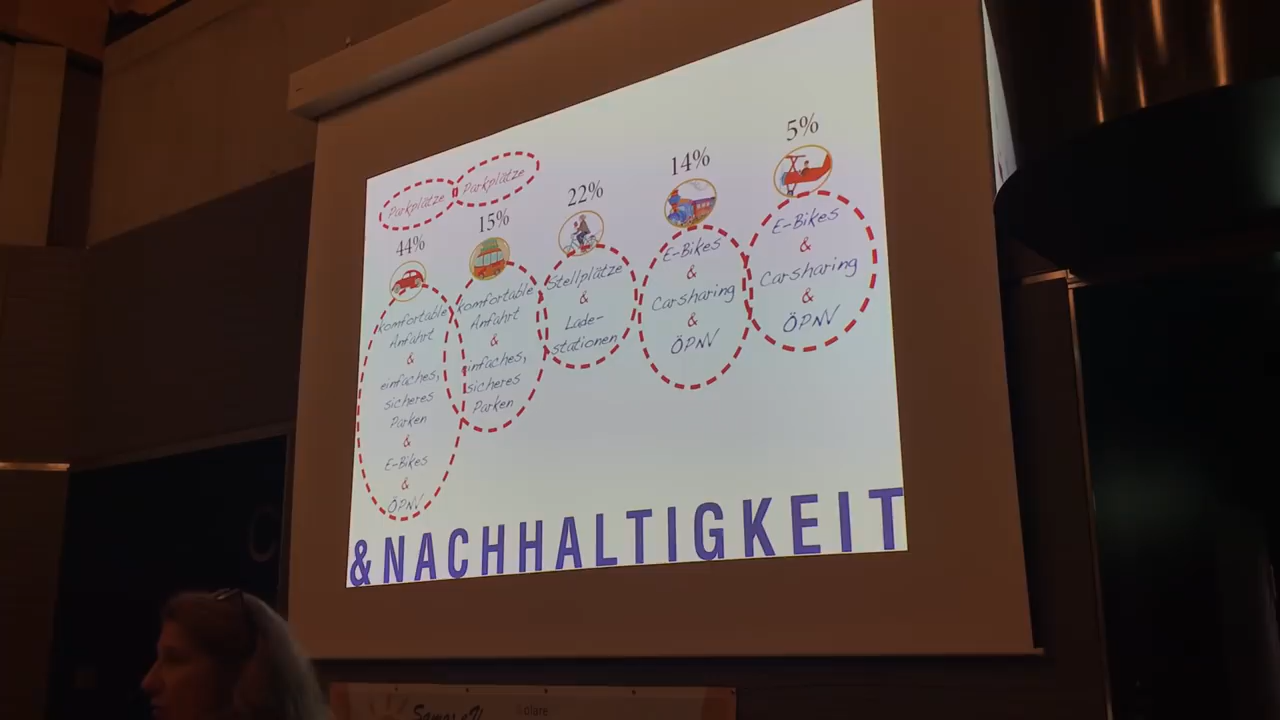 Parkplätze
Parkplätze
44%
komfortable
Anfahrt
&
einfaches,
sicheres
Parken
&
E-Bikes
&
ÖPNV
15%
komfortable
Anfahrt
&
einfaches,
sicheres
Parken
22%
Stellplätze
&
Lade-
stationen
14%
E-Bikes
&
Carsharing
&
ÖPNV
5%
E-Bikes
&
Carsharing
&
ÖPNV
&NACHHALTIGKEIT
olare